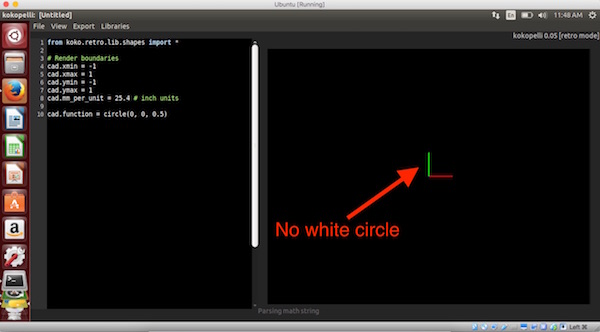 Ubuntu [Running]
kokopelli: [Untitled]
En
11:48 AM
File View Export Libraries
kokopelli 0.05 [retro mode]
1 from koko.retro.lib.shapes import *
2
3 # Render boundaries
4 cad.xmin = -1
5 cad.xmax = 1
6 cad.ymin = -1
7 cad.ymax = 1
8 cad.mm_per_unit = 25.4 # inch units
9
10 cad.function = circle(0, 0, 0.5)
No white circle
Parsing math string
Left ⌘